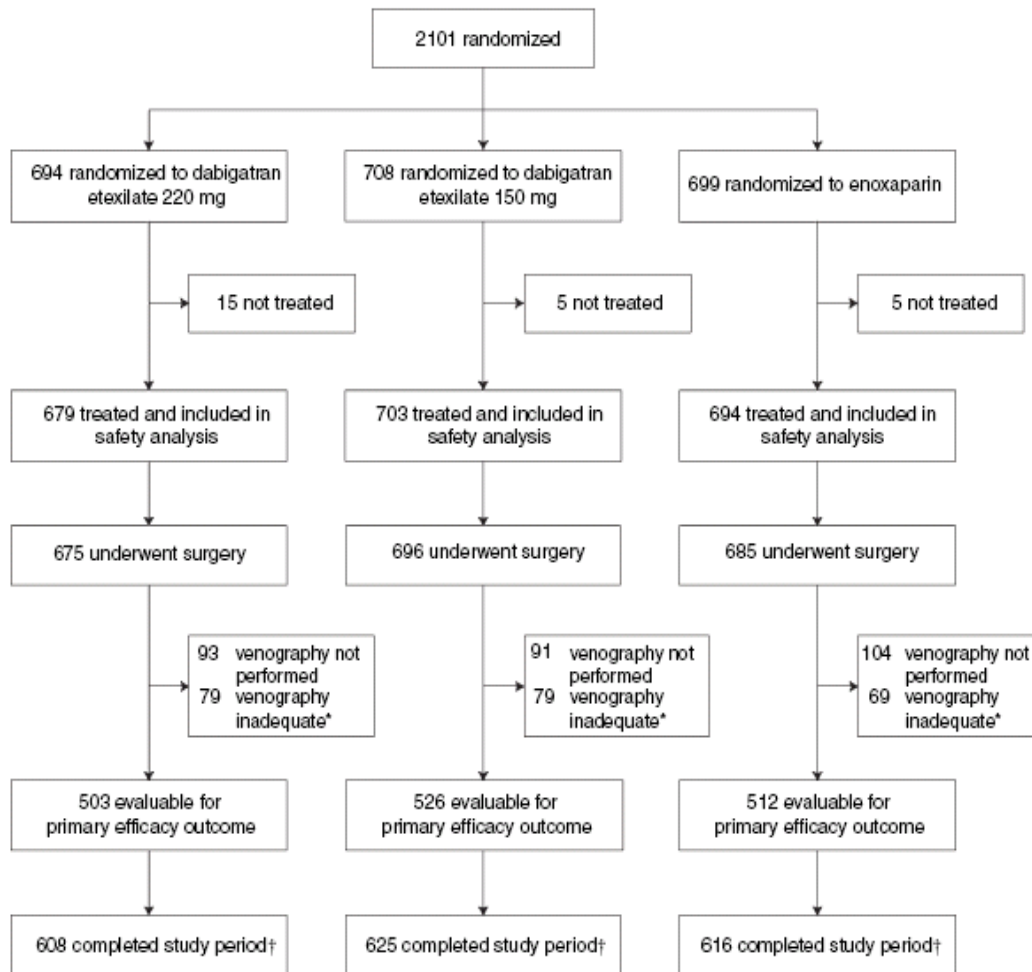 2101 randomized
694 randomized to dabigatran
etexilate 220 mg
708 randomized to dabigatran
etexilate 150 mg
699 randomized to enoxaparin
15 not treated
5 not treated
5 not treated
679 treated and included in
safety analysis
703 treated and included in
safety analysis
694 treated and included in
safety analysis
675 underwent surgery
696 underwent surgery
685 underwent surgery
93 venography not
performed
79 venography
inadequate*
91 venography not
performed
79 venography
inadequate*
104 venography not
performed
69 venography
inadequate*
503 evaluable for
primary efficacy outcome
526 evaluable for
primary efficacy outcome
512 evaluable for
primary efficacy outcome
608 completed study period†
625 completed study period†
616 completed study period†